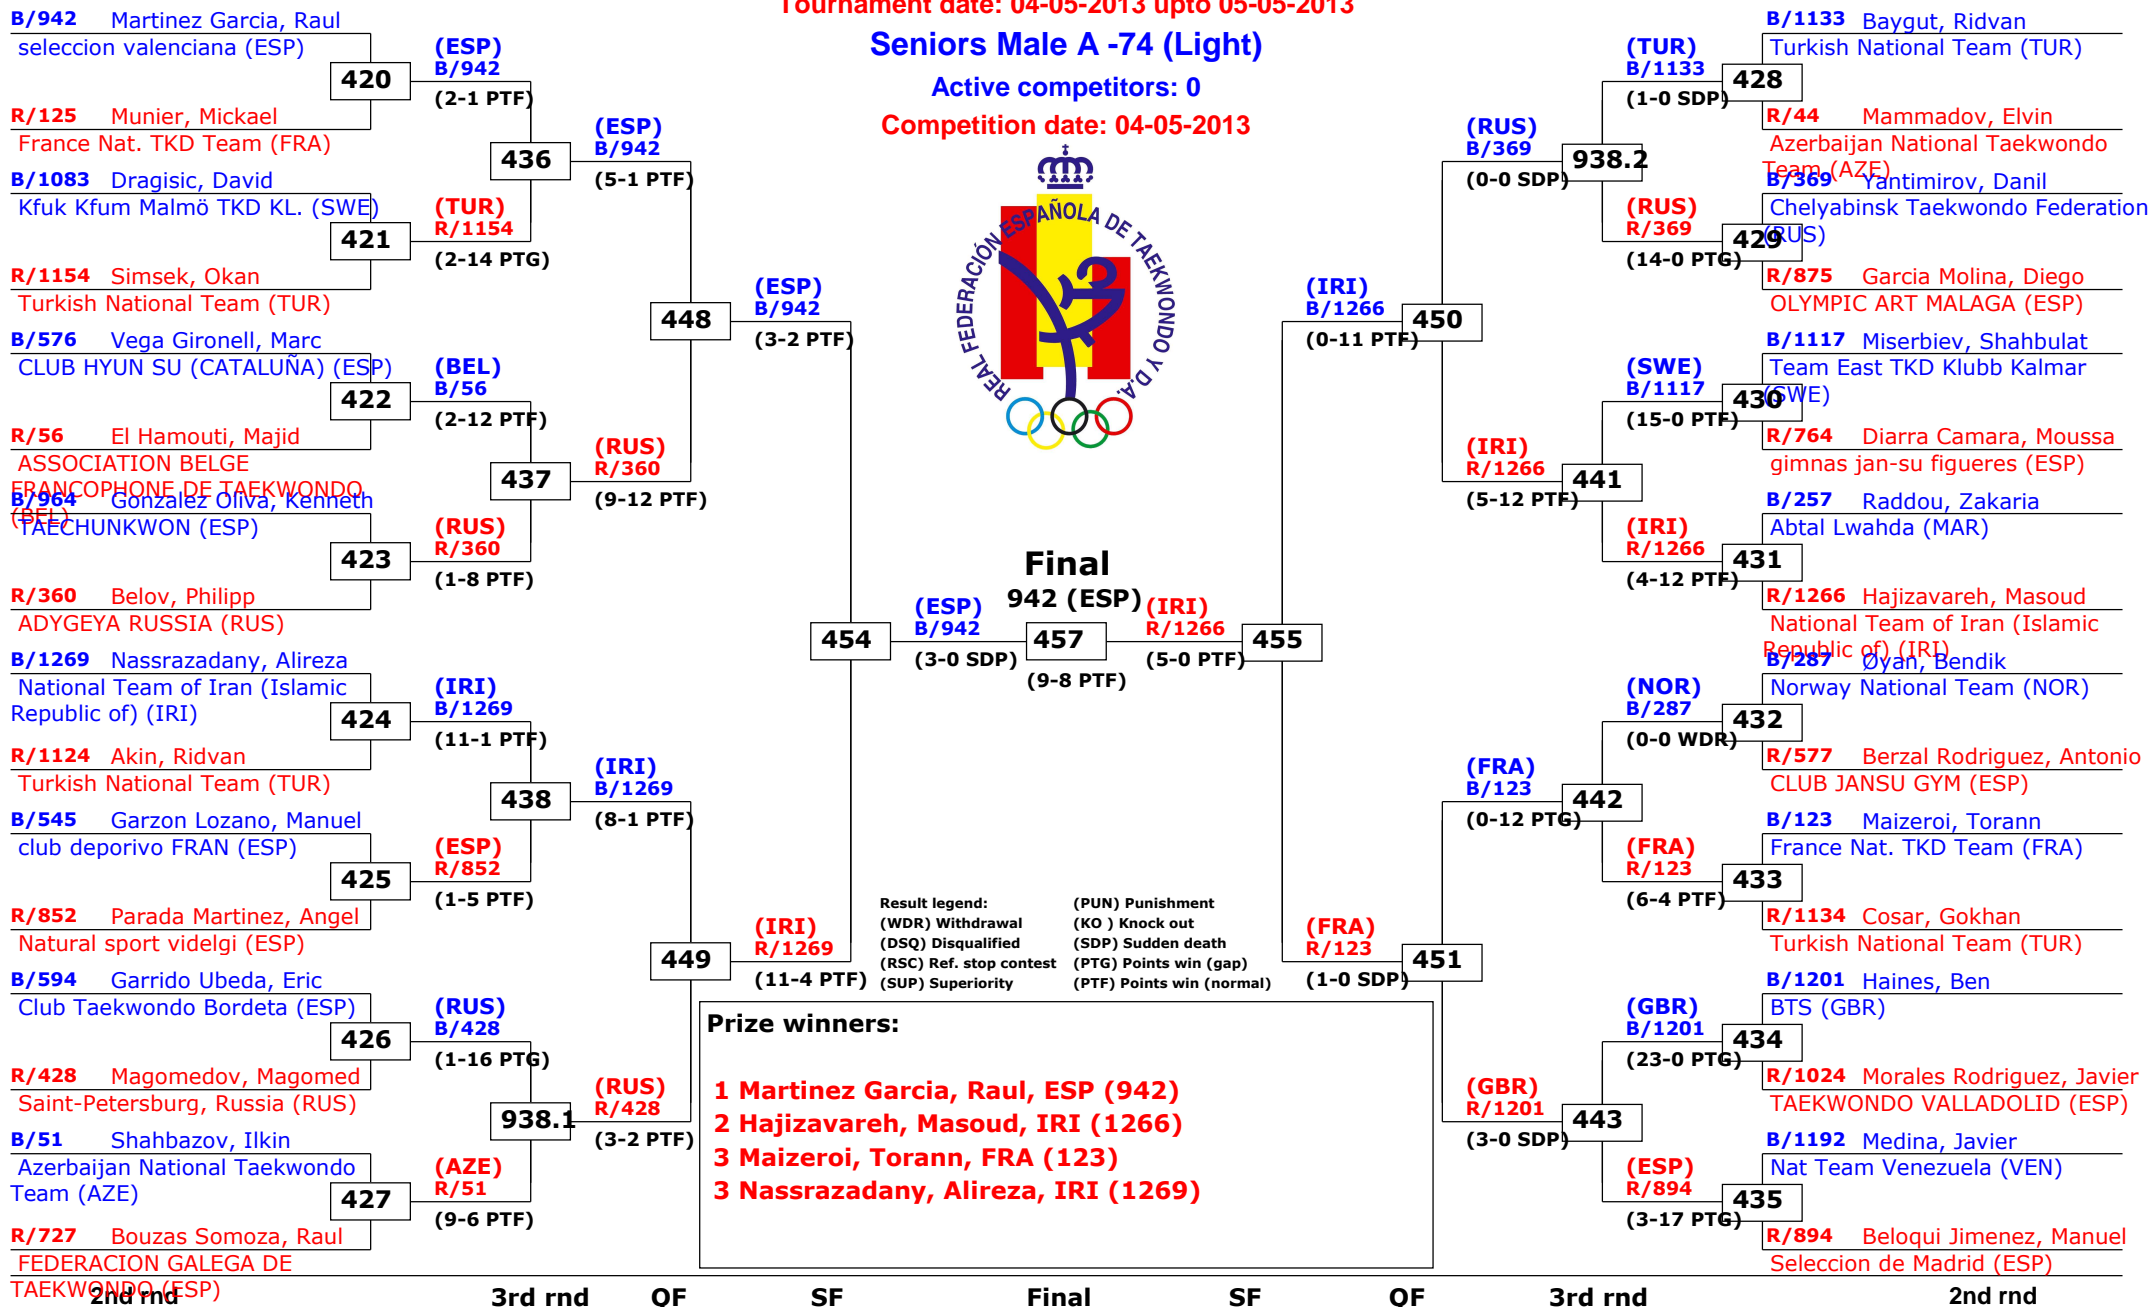 Tournament date: 04-05-2013 upto 05-05-2013
Seniors Male A -74 (Light)
Active competitors: 0
Competition date: 04-05-2013
REAL FEDERACIÓN ESPAÑOLA DE TAEKWONDO Y D.A.
B/942 Martinez Garcia, Raul
seleccion valenciana (ESP)
420
R/125 Munier, Mickael
France Nat. TKD Team (FRA)
B/1083 Dragisic, David
Kfuk Kfum Malmö TKD KL. (SWE)
421
R/1154 Simsek, Okan
Turkish National Team (TUR)
B/576 Vega Gironell, Marc
CLUB HYUN SU (CATALUÑA) (ESP)
422
R/56 El Hamouti, Majid
ASSOCIATION BELGE
FRANCOPHONE DE TAEKWONDO
(BEL)
B/964 Gonzalez Oliva, Kenneth
TAECHUNKWON (ESP)
423
R/360 Belov, Philipp
ADYGEYA RUSSIA (RUS)
B/1269 Nassrazadany, Alireza
National Team of Iran (Islamic
Republic of) (IRI)
424
R/1124 Akin, Ridvan
Turkish National Team (TUR)
B/545 Garzon Lozano, Manuel
club deporivo FRAN (ESP)
425
R/852 Parada Martinez, Angel
Natural sport videlgi (ESP)
B/594 Garrido Ubeda, Eric
Club Taekwondo Bordeta (ESP)
426
R/428 Magomedov, Magomed
Saint-Petersburg, Russia (RUS)
B/51 Shahbazov, Ilkin
Azerbaijan National Taekwondo
Team (AZE)
427
R/727 Bouzas Somoza, Raul
FEDERACION GALEGA DE
TAEKWONDO (ESP)
(ESP)
B/942
(2-1 PTF)
436
(TUR)
R/1154
(2-14 PTG)
(BEL)
B/56
(2-12 PTF)
437
(RUS)
R/360
(1-8 PTF)
(IRI)
B/1269
(11-1 PTF)
438
(ESP)
R/852
(1-5 PTF)
(RUS)
B/428
(1-16 PTG)
938.1
(AZE)
R/51
(9-6 PTF)
(ESP)
B/942
(5-1 PTF)
448
(RUS)
R/360
(9-12 PTF)
(IRI)
B/1269
(8-1 PTF)
449
(RUS)
R/428
(3-2 PTF)
(ESP)
B/942
(3-2 PTF)
454
(IRI)
R/1269
(11-4 PTF)
(ESP)
B/942
(3-0 SDP)
Final
942 (ESP)
457
(9-8 PTF)
(IRI)
R/1266
(5-0 PTF)
455
(IRI)
B/1266
(0-11 PTF)
450
(FRA)
R/123
(1-0 SDP)
451
(RUS)
B/369
(0-0 SDP)
938.2
(IRI)
R/1266
(5-12 PTF)
441
(FRA)
B/123
(0-12 PTG)
442
(GBR)
R/1201
(3-0 SDP)
443
(TUR)
B/1133
(1-0 SDP)
428
(RUS)
R/369
(14-0 PTG)
429
(SWE)
B/1117
(15-0 PTF)
430
(IRI)
R/1266
(4-12 PTF)
431
(NOR)
B/287
(0-0 WDR)
432
(FRA)
R/123
(6-4 PTF)
433
(GBR)
B/1201
(23-0 PTG)
434
(ESP)
R/894
(3-17 PTG)
435
B/1133 Baygut, Ridvan
Turkish National Team (TUR)
R/44 Mammadov, Elvin
Azerbaijan National Taekwondo
Team (AZE)
B/369 Yantimirov, Danil
Chelyabinsk Taekwondo Federation
(RUS)
R/875 Garcia Molina, Diego
OLYMPIC ART MALAGA (ESP)
B/1117 Miserbiev, Shahbulat
Team East TKD Klubb Kalmar
(SWE)
R/764 Diarra Camara, Moussa
gimnas jan-su figueres (ESP)
B/257 Raddou, Zakaria
Abtal Lwahda (MAR)
R/1266 Hajizavareh, Masoud
National Team of Iran (Islamic
Republic of) (IRI)
B/287 Øyan, Bendik
Norway National Team (NOR)
R/577 Berzal Rodriguez, Antonio
CLUB JANSU GYM (ESP)
B/123 Maizeroi, Torann
France Nat. TKD Team (FRA)
R/1134 Cosar, Gokhan
Turkish National Team (TUR)
B/1201 Haines, Ben
BTS (GBR)
R/1024 Morales Rodriguez, Javier
TAEKWONDO VALLADOLID (ESP)
B/1192 Medina, Javier
Nat Team Venezuela (VEN)
R/894 Beloqui Jimenez, Manuel
Seleccion de Madrid (ESP)
Result legend:
(WDR) Withdrawal
(DSQ) Disqualified
(RSC) Ref. stop contest
(SUP) Superiority
(PUN) Punishment
(KO ) Knock out
(SDP) Sudden death
(PTG) Points win (gap)
(PTF) Points win (normal)
Prize winners:
1 Martinez Garcia, Raul, ESP (942)
2 Hajizavareh, Masoud, IRI (1266)
3 Maizeroi, Torann, FRA (123)
3 Nassrazadany, Alireza, IRI (1269)
2nd rnd 3rd rnd QF SF Final SF QF 3rd rnd 2nd rnd